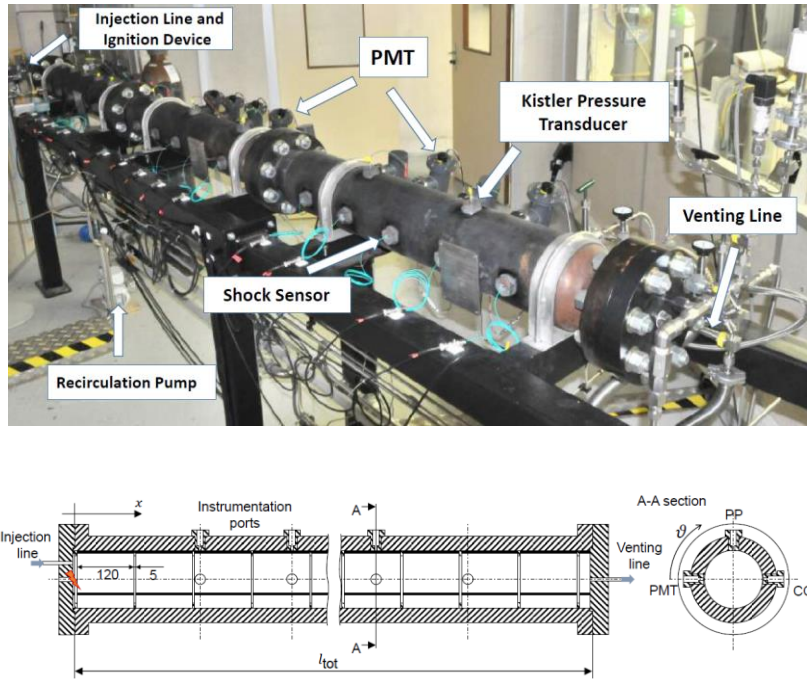 Injection Line and
Ignition Device
PMT
Kistler Pressure
Transducer
Venting Line
Shock Sensor
Recirculation Pump
x
Instrumentation
ports
A
A-A section
PP
ϑ
Injection
line
120
5
Venting
line
PMT
CC
A
l_tot